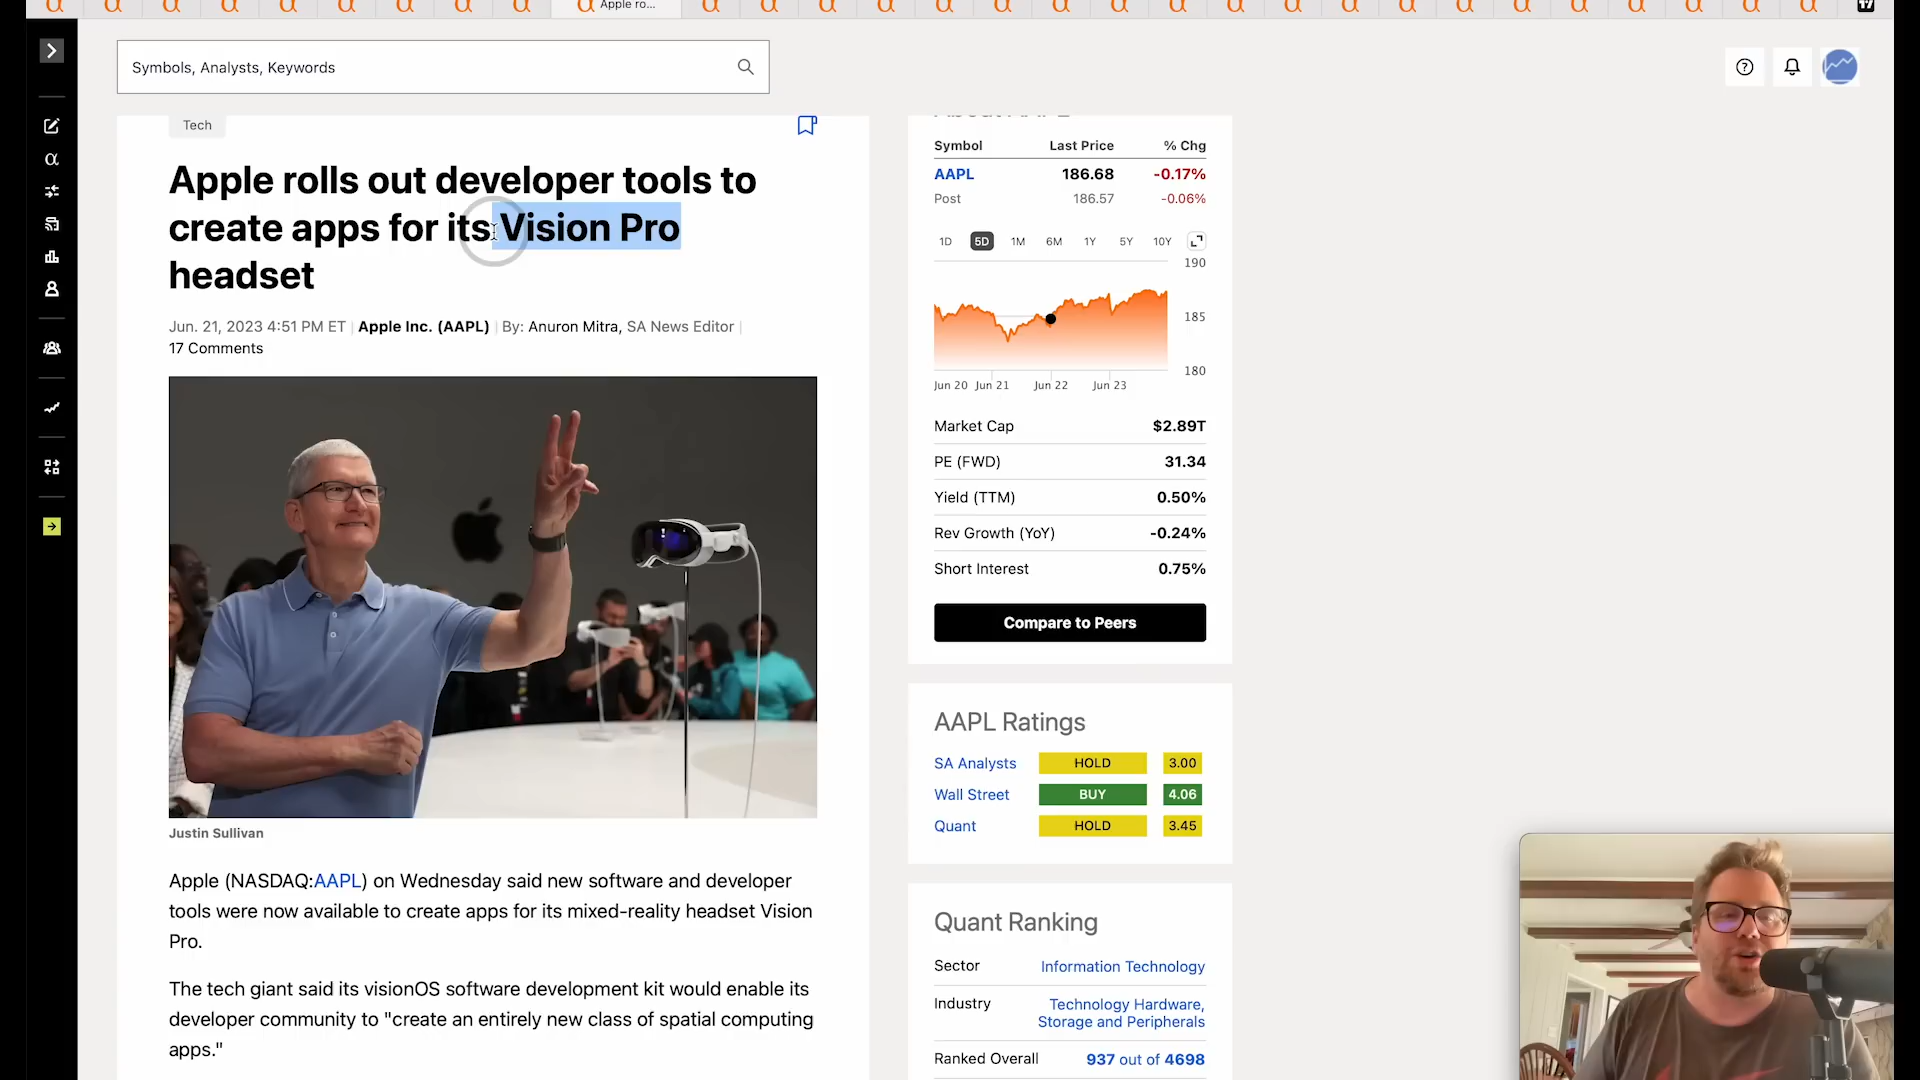 Apple ro...
Symbols, Analysts, Keywords
Tech
Apple rolls out developer tools to
create apps for its Vision Pro
headset
Jun. 21, 2023 4:51 PM ET | Apple Inc. (AAPL) | By: Anuron Mitra, SA News Editor |
17 Comments
Justin Sullivan
Apple (NASDAQ:AAPL) on Wednesday said new software and developer
tools were now available to create apps for its mixed-reality headset Vision
Pro.
The tech giant said its visionOS software development kit would enable its
developer community to "create an entirely new class of spatial computing
apps."
Symbol Last Price % Chg
AAPL 186.68 -0.17%
Post 186.57 -0.06%
1D 5D 1M 6M 1Y 5Y 10Y
190
185
180
Jun 20 Jun 21 Jun 22 Jun 23
Market Cap $2.89T
PE (FWD) 31.34
Yield (TTM) 0.50%
Rev Growth (YoY) -0.24%
Short Interest 0.75%
Compare to Peers
AAPL Ratings
SA Analysts HOLD 3.00
Wall Street BUY 4.06
Quant HOLD 3.45
Quant Ranking
Sector Information Technology
Industry Technology Hardware,
Storage and Peripherals
Ranked Overall 937 out of 4698